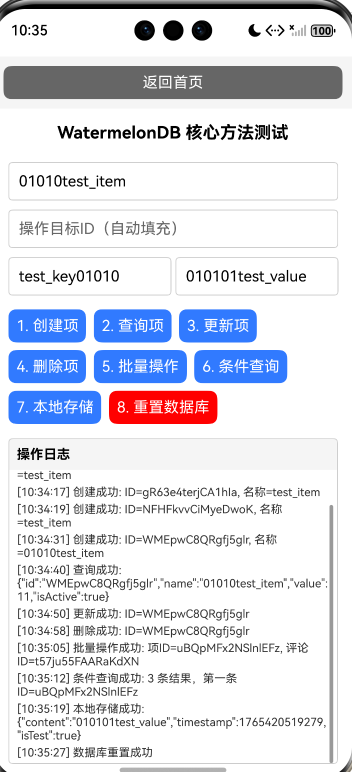 10:35
100
返回首页
WatermelonDB 核心方法测试
01010test_item
操作目标ID（自动填充）
test_key01010
010101test_value
1. 创建项
2. 查询项
3. 更新项
4. 删除项
5. 批量操作
6. 条件查询
7. 本地存储
8. 重置数据库
操作日志
=test_item
[10:34:17] 创建成功: ID=gR63e4terjCA1hIa, 名称=test_item
[10:34:19] 创建成功: ID=NFHFkvvCiMyeDwoK, 名称
=test_item
[10:34:31] 创建成功: ID=WMEpwC8QRgfj5glr, 名称
=01010test_item
[10:34:40] 查询成功:
{"id":"WMEpwC8QRgfj5glr","name":"01010test_item","value":
11,"isActive":true}
[10:34:50] 更新成功: ID=WMEpwC8QRgfj5glr
[10:34:58] 删除成功: ID=WMEpwC8QRgfj5glr
[10:35:05] 批量操作成功: 项ID=uBQpMFx2NSlnlEFz, 评论
ID=t57ju55FAARaKdXN
[10:35:12] 条件查询成功: 3 条结果，第一条
ID=uBQpMFx2NSlnlEFz
[10:35:19] 本地存储成功:
{"content":"010101test_value","timestamp":1765420519279,
"isTest":true}
[10:35:27] 数据库重置成功